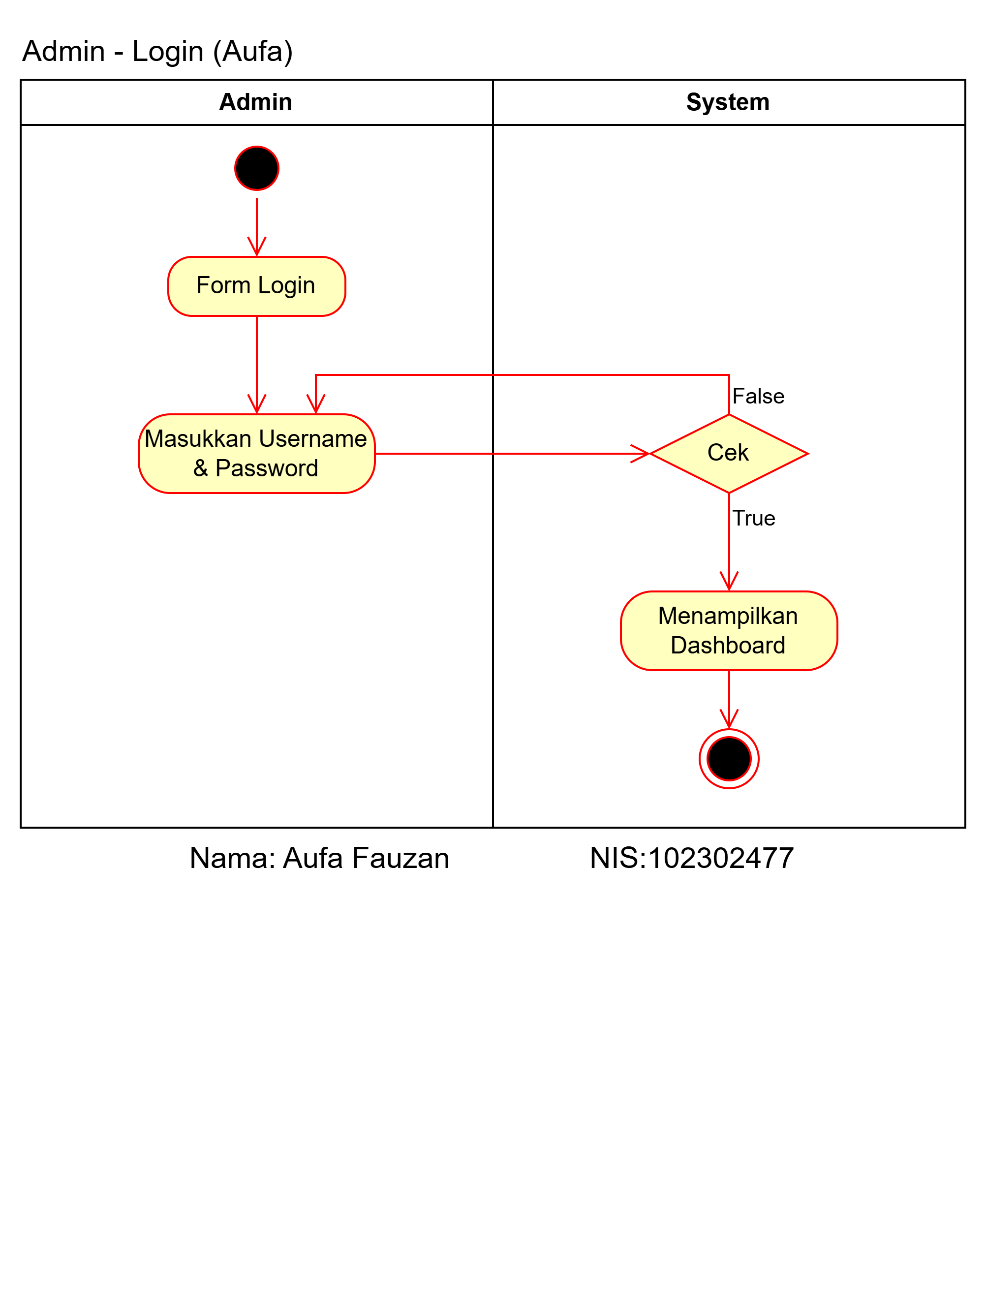 Admin - Login (Aufa)
Admin
System
Form Login
False
Masukkan Username
& Password
Cek
True
Menampilkan
Dashboard
Nama: Aufa Fauzan
NIS:102302477